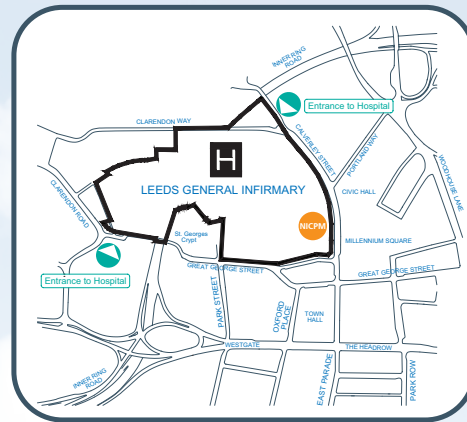 INNER RING
ROAD
Entrance to Hospital
CLARENDON WAY
CALVERLEY STREET
PORTLAND WAY
WOODHOUSE LANE
H
LEEDS GENERAL INFIRMARY
CIVIC HALL
CLARENDON ROAD
NICPM
St. Georges
Crypt
MILLENNIUM SQUARE
Entrance to Hospital
GREAT GEORGE STREET
GREAT GEORGE STREET
PARK STREET
OXFORD
PLACE
TOWN
HALL
WESTGATE
THE HEADROW
INNER RING
ROAD
EAST PARADE
PARK ROW